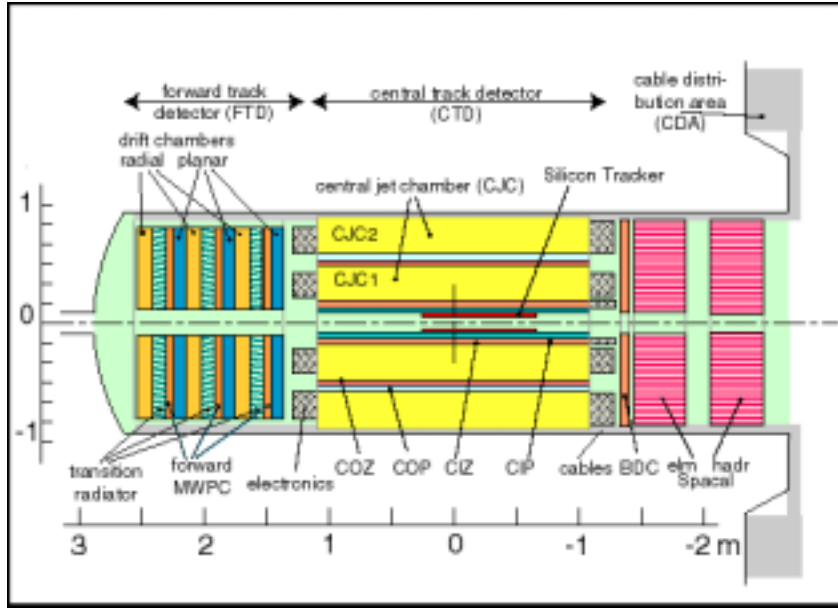 forward track
detector (FTD)
central track detector
(CTD)
cable distri-
bution area
(CDA)
drift chambers
radial planar
central jet chamber (CJC)
Silicon Tracker
CJC2
CJC1
1
0
-1
transition
radiator
forward
MWPC
electronics
COZ
COP
CIZ
CIP
cables
BDC
elm hadr
Spacal
3 2 1 0 -1 -2 m